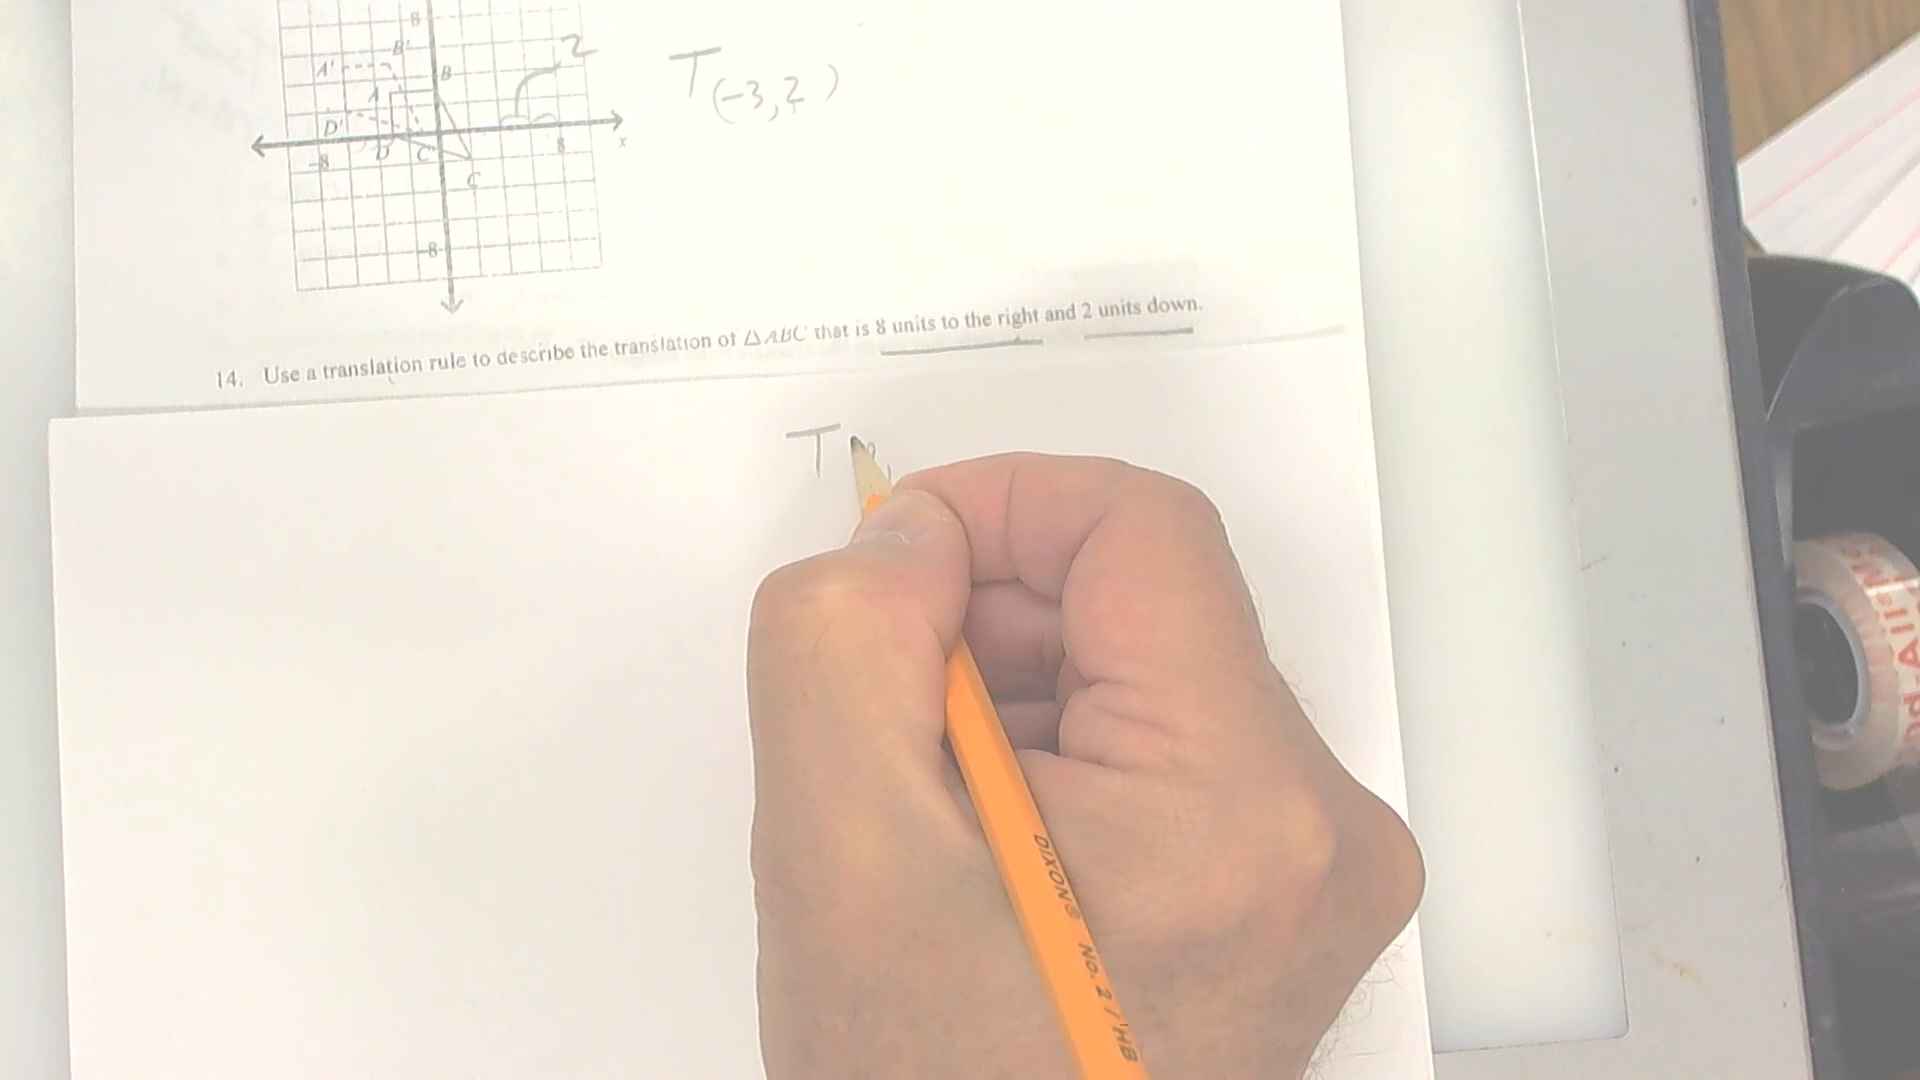 8
B'
2
A'
B
T(-3,2)
A
D'
8
x
-8
D
C'
C
-8
14. Use a translation rule to describe the translation of △ABC that is 8 units to the right and 2 units down.
T
DIXON® No. 2 / HB